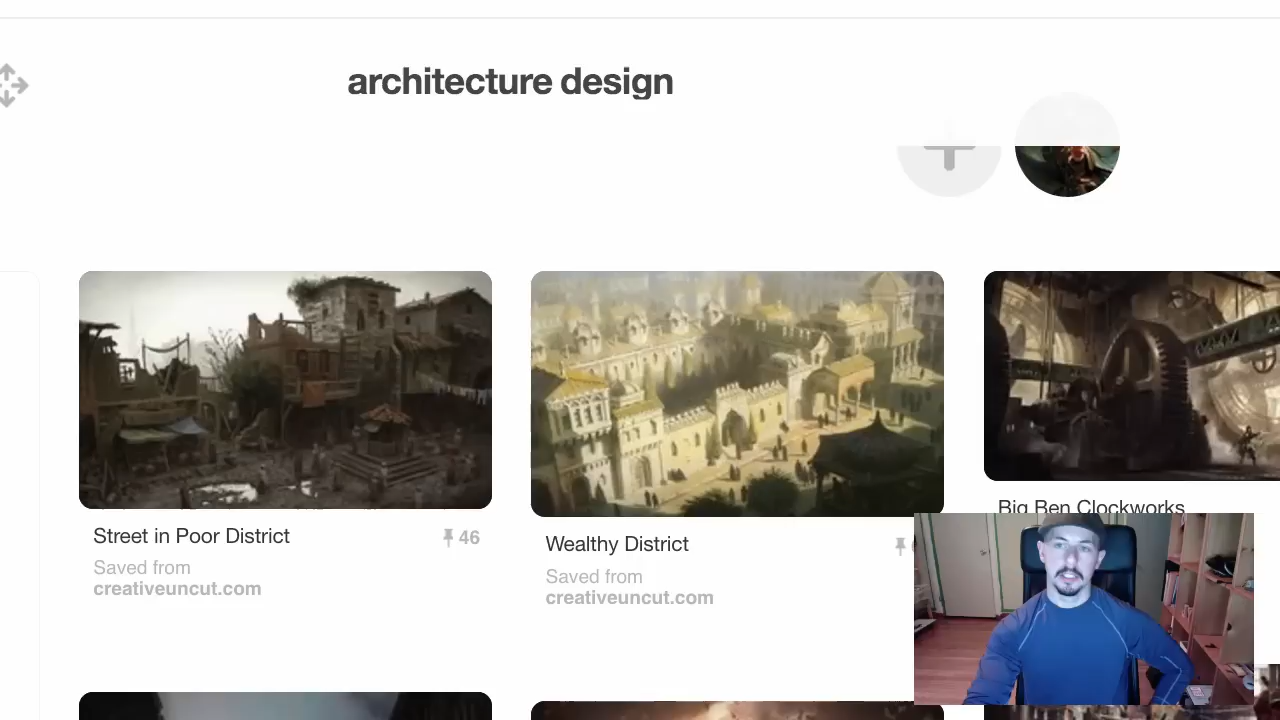 architecture design
Street in Poor District
46
Saved from
creativeuncut.com
Wealthy District
Saved from
creativeuncut.com
Big Ben Clockworks